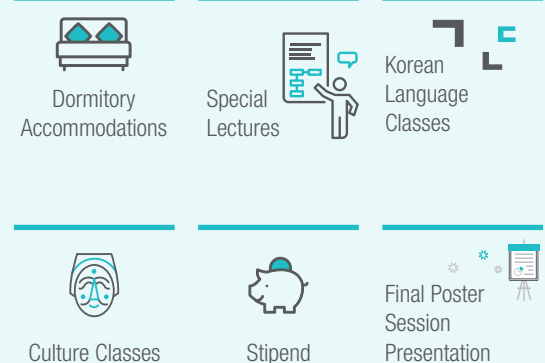 Dormitory
Accommodations
Special
Lectures
ㄱ ㄷ
ㄴ
Korean
Language
Classes
Culture Classes
Stipend
Final Poster
Session
Presentation